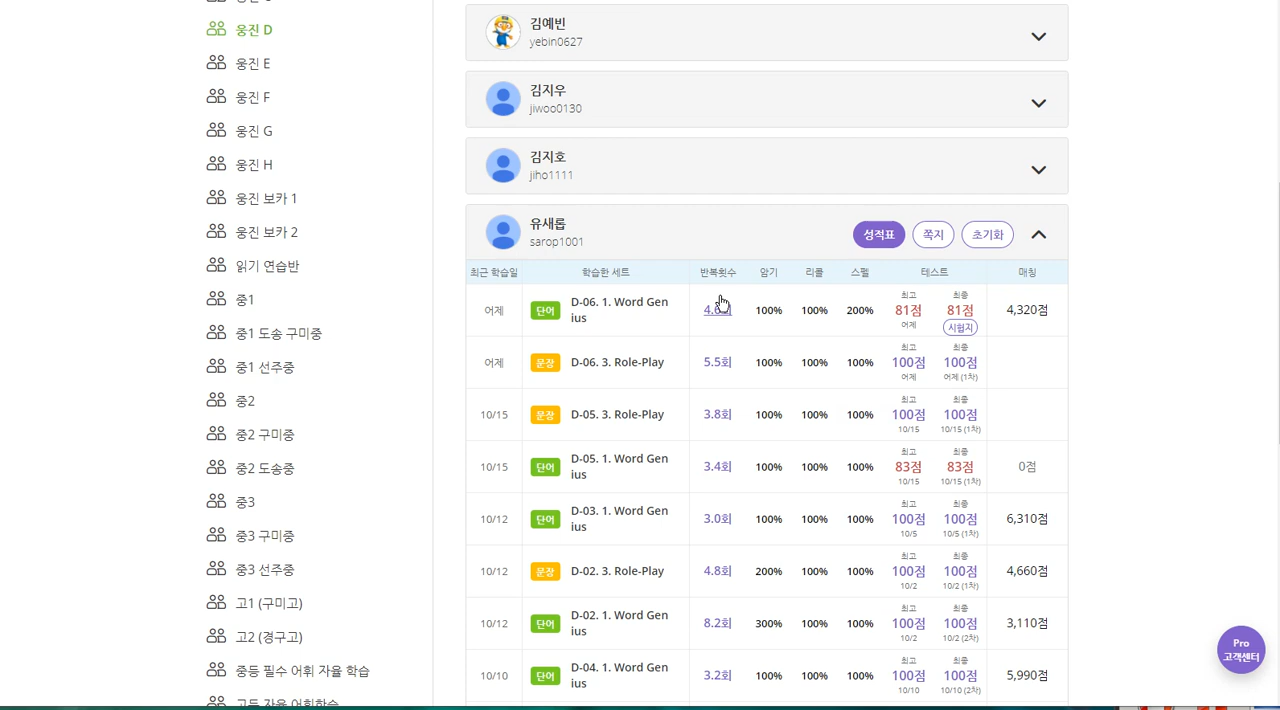 웅진 D
웅진 E
웅진 F
웅진 G
웅진 H
웅진 보카 1
웅진 보카 2
읽기 연습반
중1
중1 도송 구미중
중1 선주중
중2
중2 구미중
중2 도송중
중3
중3 구미중
중3 선주중
고1 (구미고)
고2 (경구고)
중등 필수 어휘 자율 학습
고등 자율 어휘학습
김예빈
yebin0627
김지우
jiwoo0130
김지호
jiho1111
유새롭
sarop1001
성적표 쪽지 초기화
최근 학습일 학습한 세트 반복횟수 암기 리콜 스펠 테스트 매칭
최고 최종
어제 단어 D-06. 1. Word Gen 100% 100% 200% 81점 81점 4,320점
ius
어제 시험지
최고 최종
어제 문장 D-06. 3. Role-Play 5.5회 100% 100% 100% 100점 100점
어제 어제 (1차)
최고 최종
10/15 문장 D-05. 3. Role-Play 3.8회 100% 100% 100% 100점 100점
10/15 10/15 (1차)
최고 최종
10/15 단어 D-05. 1. Word Gen 3.4회 100% 100% 100% 83점 83점 0점
ius
10/15 10/15 (1차)
최고 최종
10/12 단어 D-03. 1. Word Gen 3.0회 100% 100% 100% 100점 100점 6,310점
ius
10/5 10/5 (1차)
최고 최종
10/12 문장 D-02. 3. Role-Play 4.8회 200% 100% 100% 100점 100점 4,660점
10/2 10/2 (1차)
최고 최종
10/12 단어 D-02. 1. Word Gen 8.2회 300% 100% 100% 100점 100점 3,110점
ius
10/2 10/2 (2차)
최고 최종
10/10 단어 D-04. 1. Word Gen 3.2회 100% 100% 100% 100점 100점 5,990점
ius
10/10 10/10 (2차)
Pro
고객센터